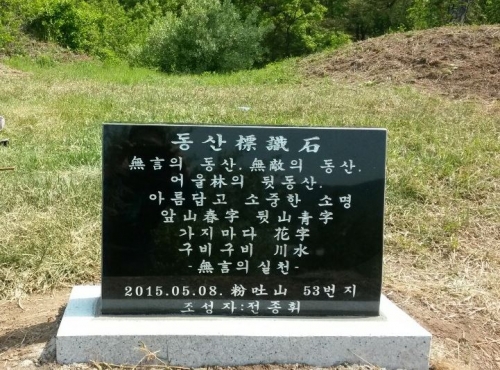 동산標識石
無言의 동산, 無敵의 동산,
어울林의 뒷동산,
아름답고 소중한 소명
앞山春字 뒷山青字
가지마다 花字
구비구비 川水
-無言의실천-
2015.05.08. 粉吐山 53번지
조성자:전종휘